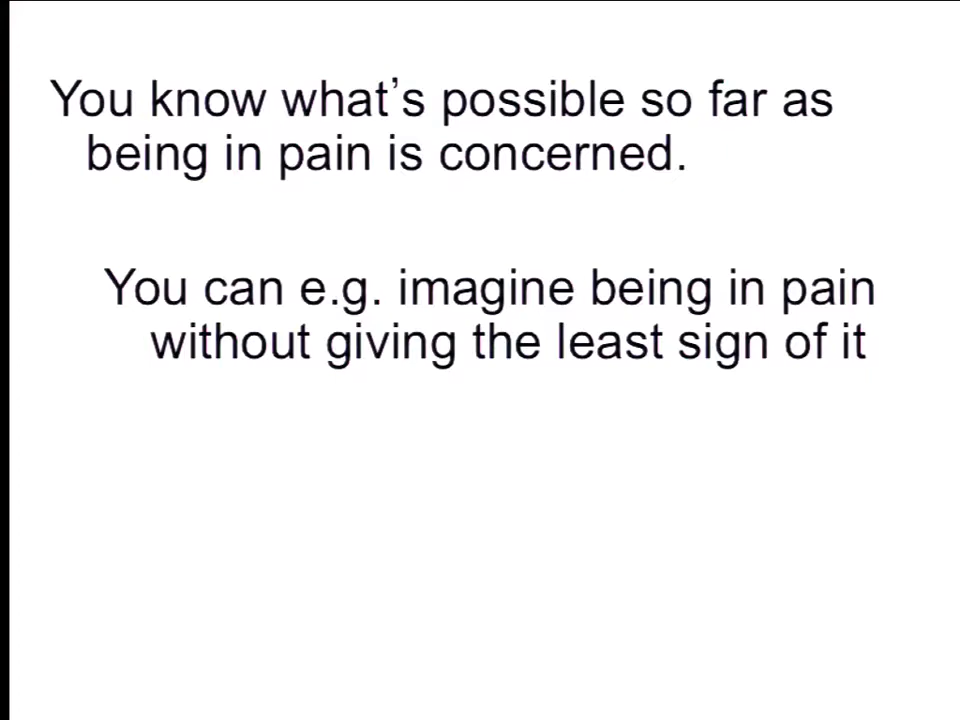 You know what’s possible so far as
being in pain is concerned.
You can e.g. imagine being in pain
without giving the least sign of it